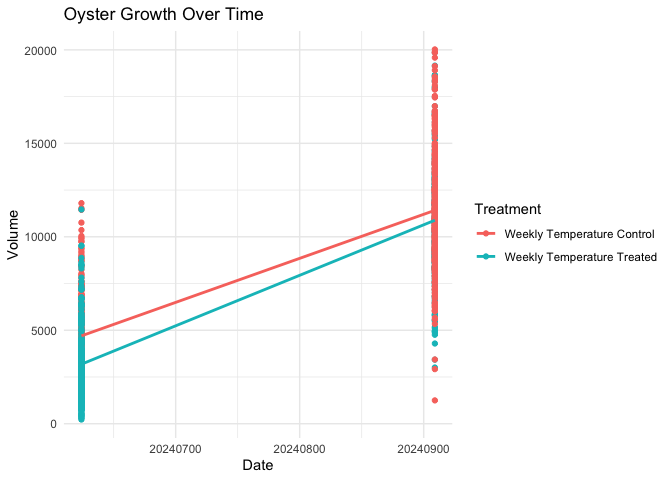 Oyster Growth Over Time
20000
15000
10000
5000
0
Volume
20240700
20240800
20240900
Date
Treatment
Weekly Temperature Control
Weekly Temperature Treated